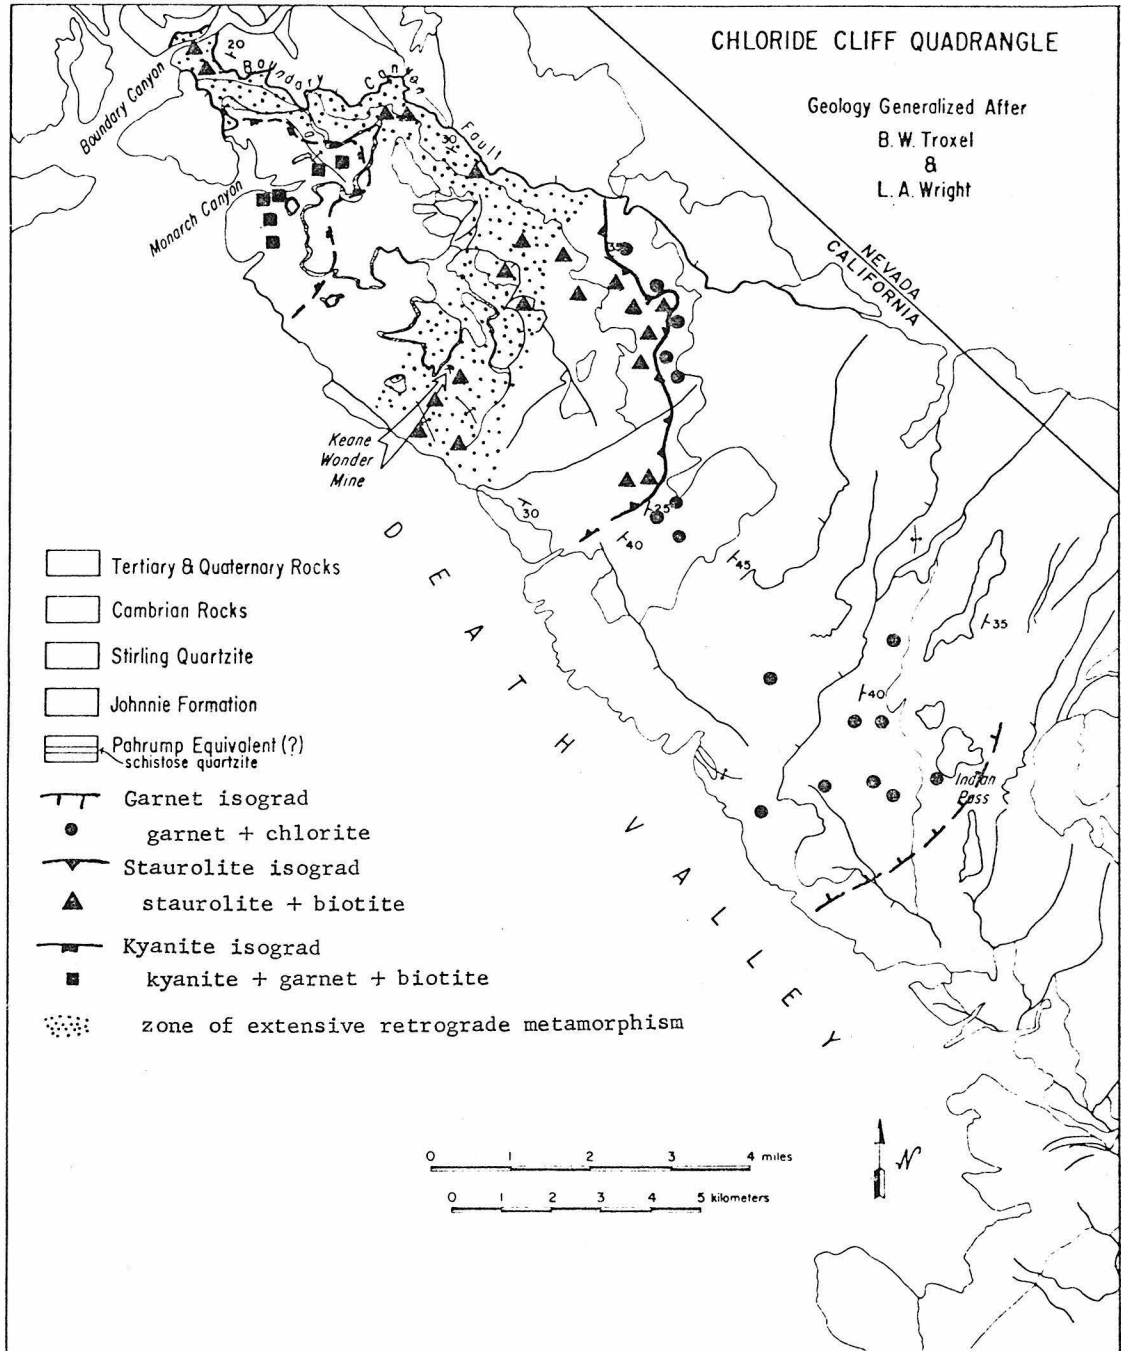 CHLORIDE CLIFF QUADRANGLE
Geology Generalized After
B. W. Troxel
&
L. A. Wright
NEVADA
CALIFORNIA
20
Boundary Canyon Fault
Boundary Canyon
30
Monarch Canyon
35
Keane
Wonder
Mine
30
25
40
45
35
40
Indian
Pass
DEATH VALLEY
Tertiary & Quaternary Rocks
Cambrian Rocks
Stirling Quartzite
Johnnie Formation
Pahrump Equivalent (?)
schistose quartzite
Garnet isograd
garnet + chlorite
Staurolite isograd
staurolite + biotite
Kyanite isograd
kyanite + garnet + biotite
zone of extensive retrograde metamorphism
0 1 2 3 4 miles
0 1 2 3 4 5 kilometers
N